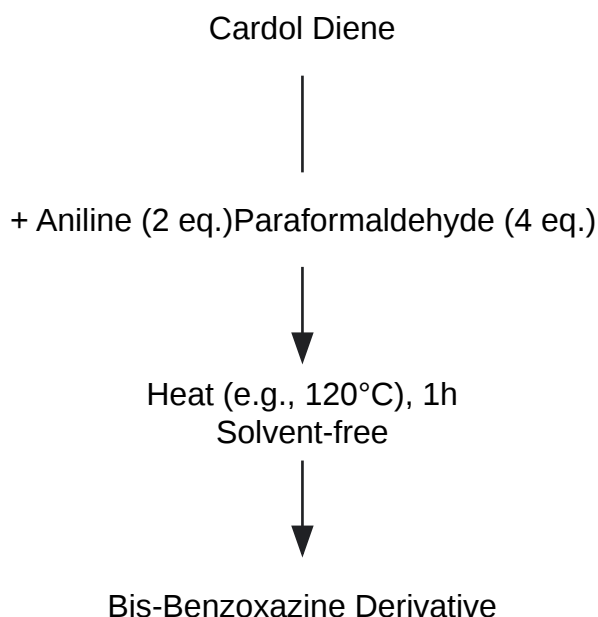 Cardol Diene
+ Aniline (2 eq.)Paraformaldehyde (4 eq.)
Heat (e.g., 120°C), 1h
Solvent-free
Bis-Benzoxazine Derivative